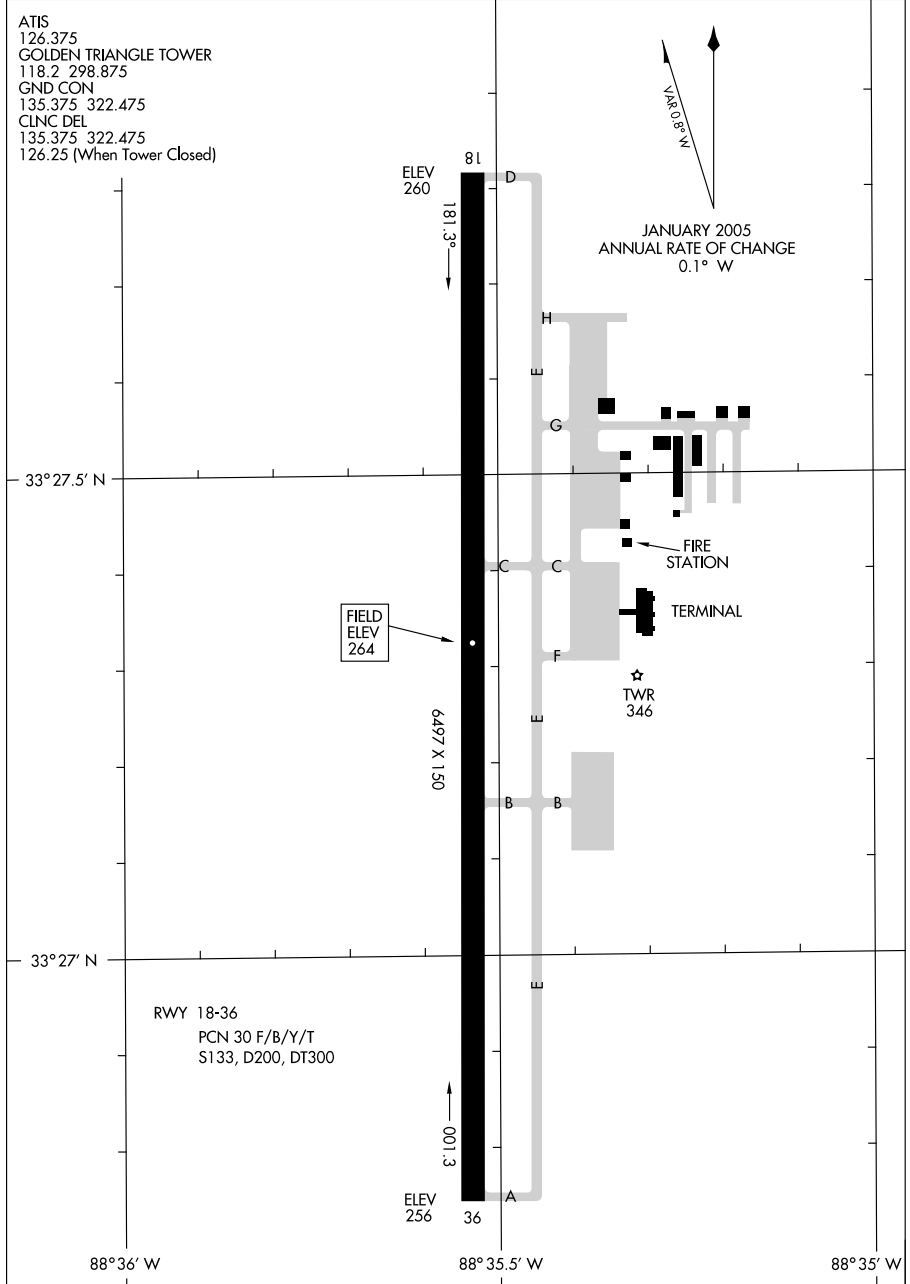 ATIS
126.375
GOLDEN TRIANGLE TOWER
118.2 298.875
GND CON
135.375 322.475
CLNC DEL
135.375 322.475
126.25 (When Tower Closed)
VAR 0.8° W
JANUARY 2005
ANNUAL RATE OF CHANGE
0.1° W
ELEV
260
18
D
181.3°
H
E
G
33°27.5' N
FIRE
STATION
C
C
FIELD
ELEV
264
TERMINAL
F
TWR
346
E
6497 X 150
B
B
33°27' N
E
RWY 18-36
PCN 30 F/B/Y/T
S133, D200, DT300
001.3
A
ELEV
256
36
88°36' W
88°35.5' W
88°35' W